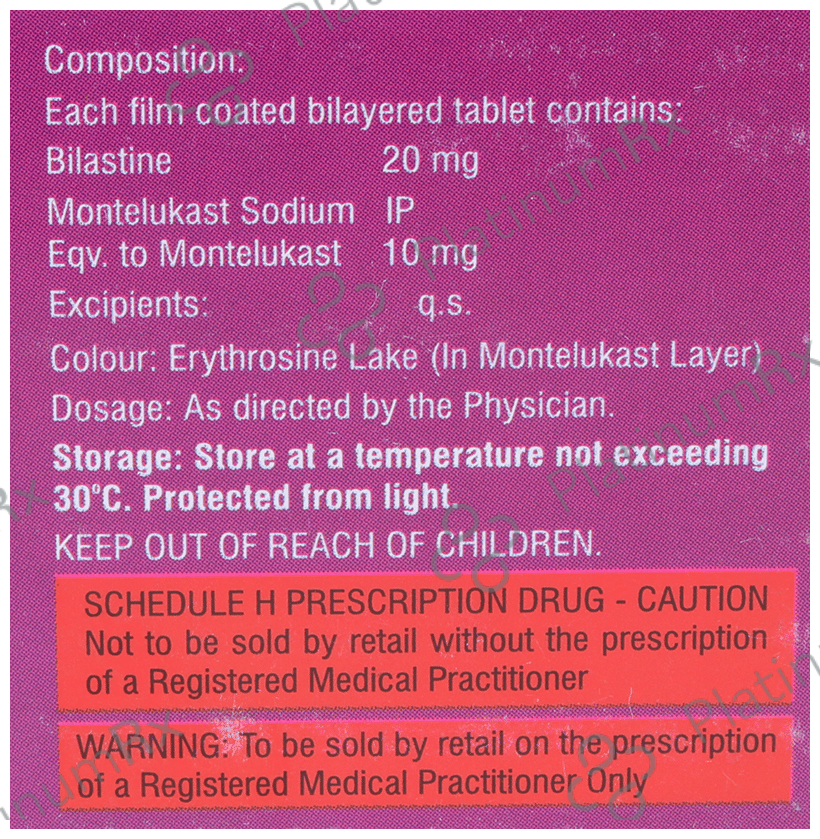 Composition:
Each film coated bilayered tablet contains:
Bilastine 20 mg
Montelukast Sodium IP
Eqv. to Montelukast 10 mg
Excipients: q.s.
Colour: Erythrosine Lake (In Montelukast Layer)
Dosage: As directed by the Physician.
Storage: Store at a temperature not exceeding
30°C. Protected from light.
KEEP OUT OF REACH OF CHILDREN.
SCHEDULE H PRESCRIPTION DRUG - CAUTION
Not to be sold by retail without the prescription
of a Registered Medical Practitioner
WARNING: To be sold by retail on the prescription
of a Registered Medical Practitioner Only
PlatinumRx